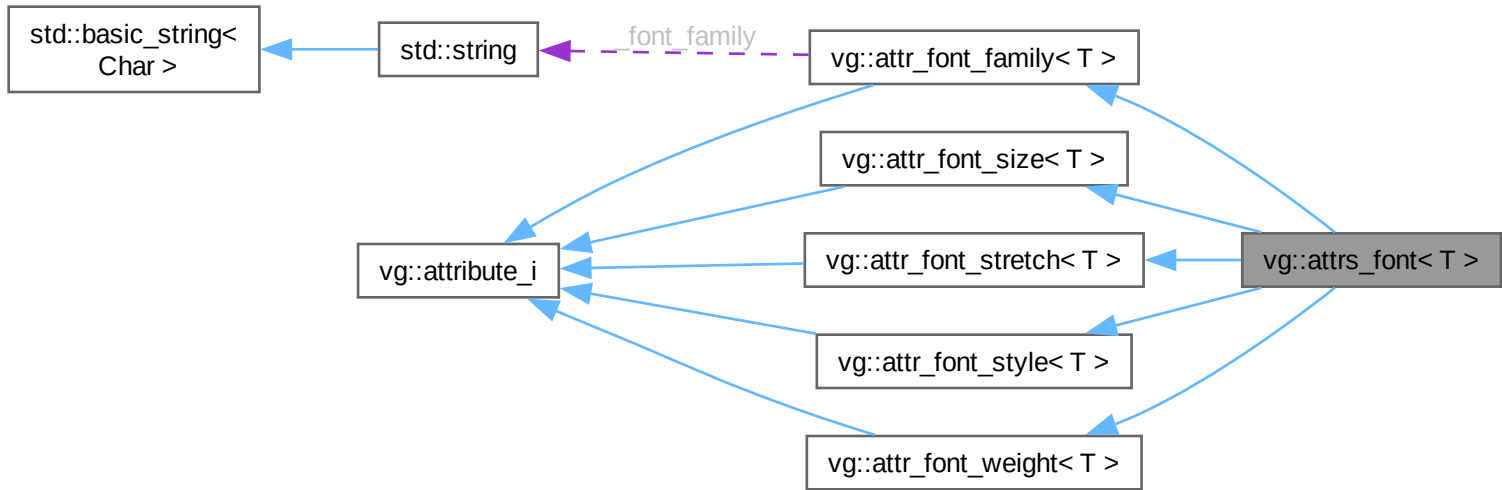 std::basic_string<
Char >
std::string
_font_family
vg::attr_font_family< T >
vg::attr_font_size< T >
vg::attribute_i
vg::attr_font_stretch< T >
vg::attrs_font< T >
vg::attr_font_style< T >
vg::attr_font_weight< T >